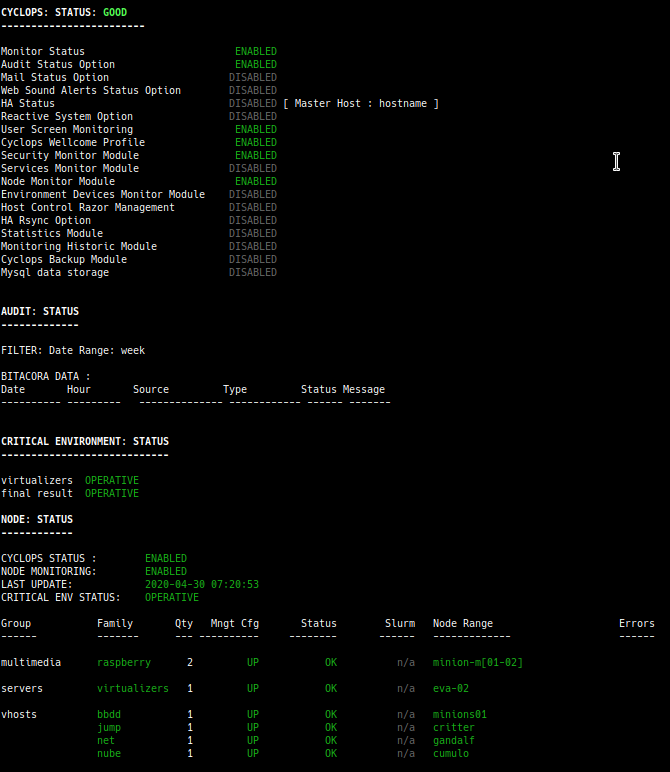 CYCLOPS: STATUS: GOOD
------------------------
Monitor Status ENABLED
Audit Status Option ENABLED
Mail Status Option DISABLED
Web Sound Alerts Status Option DISABLED
HA Status DISABLED [ Master Host : hostname ]
Reactive System Option DISABLED
User Screen Monitoring ENABLED
Cyclops Wellcome Profile ENABLED
Security Monitor Module ENABLED
Services Monitor Module DISABLED
Node Monitor Module ENABLED
Environment Devices Monitor Module DISABLED
Host Control Razor Management DISABLED
HA Rsync Option DISABLED
Statistics Module DISABLED
Monitoring Historic Module DISABLED
Cyclops Backup Module DISABLED
Mysql data storage DISABLED
AUDIT: STATUS
-------------
FILTER: Date Range: week
BITACORA DATA :
Date Hour Source Type Status Message
---------- --------- -------------- ------------ ------ -------
CRITICAL ENVIRONMENT: STATUS
----------------------------
virtualizers OPERATIVE
final result OPERATIVE
NODE: STATUS
------------
CYCLOPS STATUS : ENABLED
NODE MONITORING: ENABLED
LAST UPDATE: 2020-04-30 07:20:53
CRITICAL ENV STATUS: OPERATIVE
Group Family Qty Mngt Cfg Status Slurm Node Range Errors
------ ------- --- ---------- -------- ------ ------------- ------
multimedia raspberry 2 UP OK n/a minion-m[01-02]
servers virtualizers 1 UP OK n/a eva-02
vhosts bbdd 1 UP OK n/a minions01
jump 1 UP OK n/a critter
net 1 UP OK n/a gandalf
nube 1 UP OK n/a cumulo